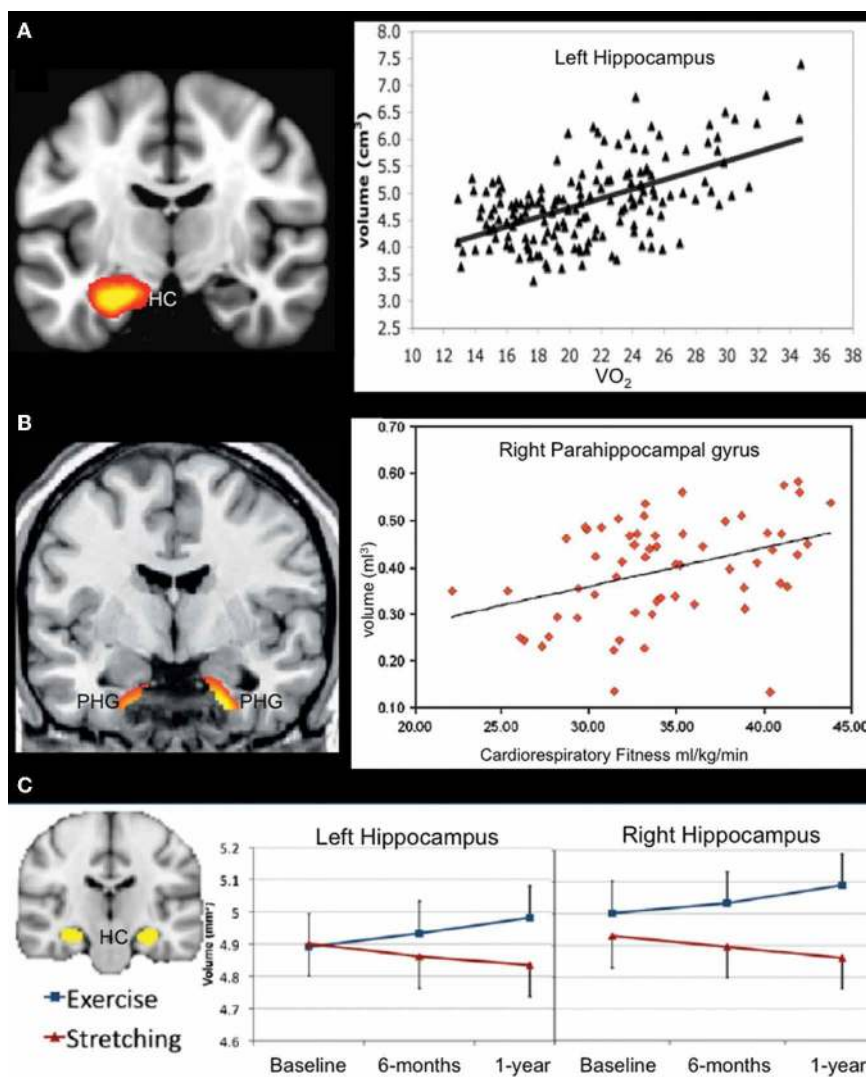 A
Left Hippocampus
volume (cm³)
8.0
7.5
7.0
6.5
6.0
5.5
5.0
4.5
4.0
3.5
3.0
2.5
HC
10 12 14 16 18 20 22 24 26 28 30 32 34 36 38
VO₂
B
Right Parahippocampal gyrus
volume (ml³)
0.70
0.50
0.40
0.30
0.10
PHG PHG
20.00 25.00 30.00 35.00 40.00 45.00
Cardiorespiratory Fitness ml/kg/min
C
Left Hippocampus Right Hippocampus
Volume (mm³)
5.2
5.1
5
4.9
4.8
4.7
4.6
HC
Exercise
Stretching
Baseline 6-months 1-year Baseline 6-months 1-year